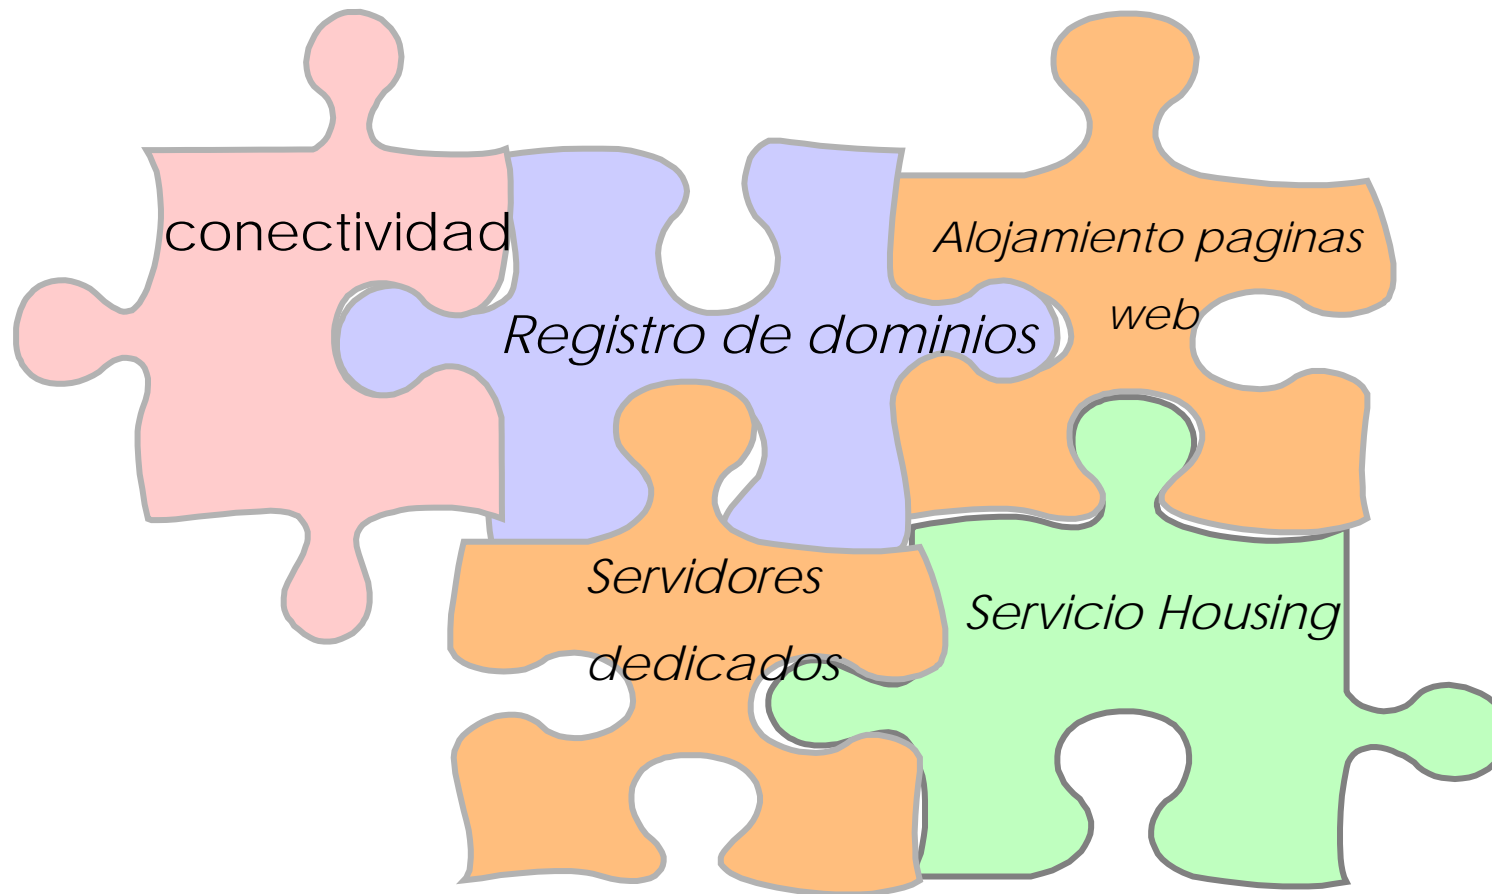 conectividad
Alojamiento paginas
web
Registro de dominios
Servidores
dedicados
Servicio Housing